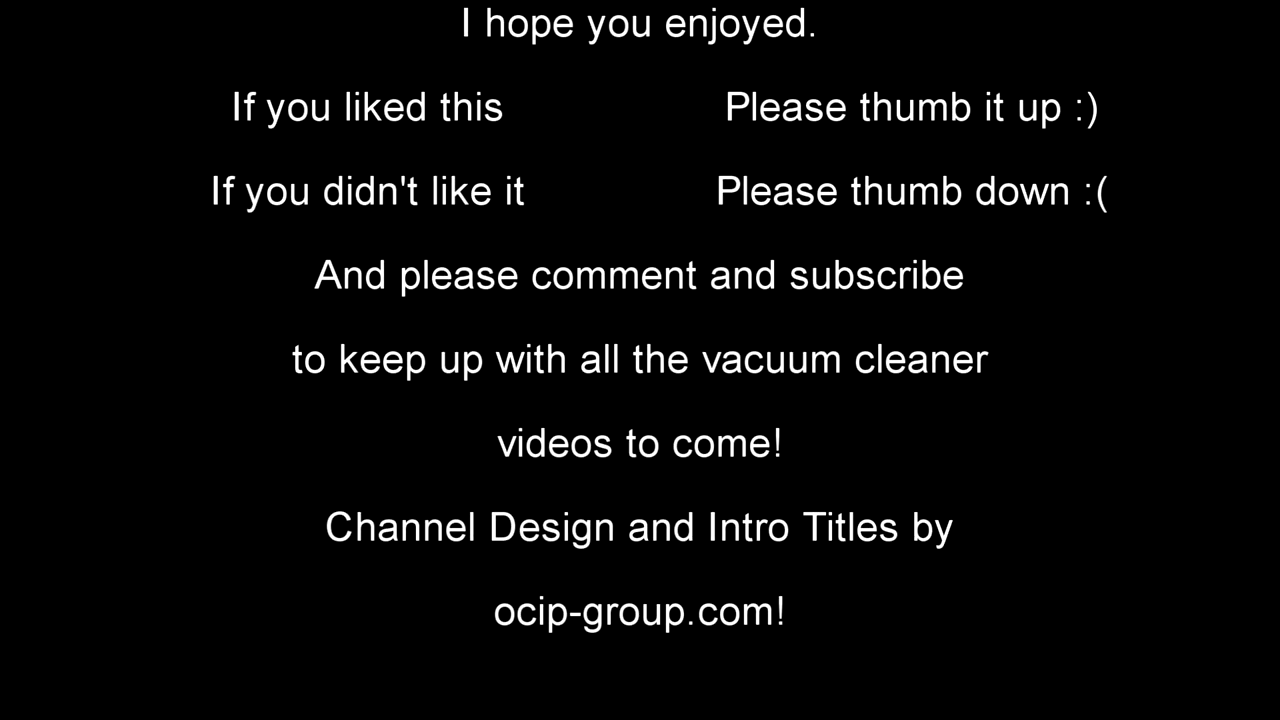 I hope you enjoyed.
If you liked this Please thumb it up :)
If you didn't like it Please thumb down :(
And please comment and subscribe
to keep up with all the vacuum cleaner
videos to come!
Channel Design and Intro Titles by
ocip-group.com!